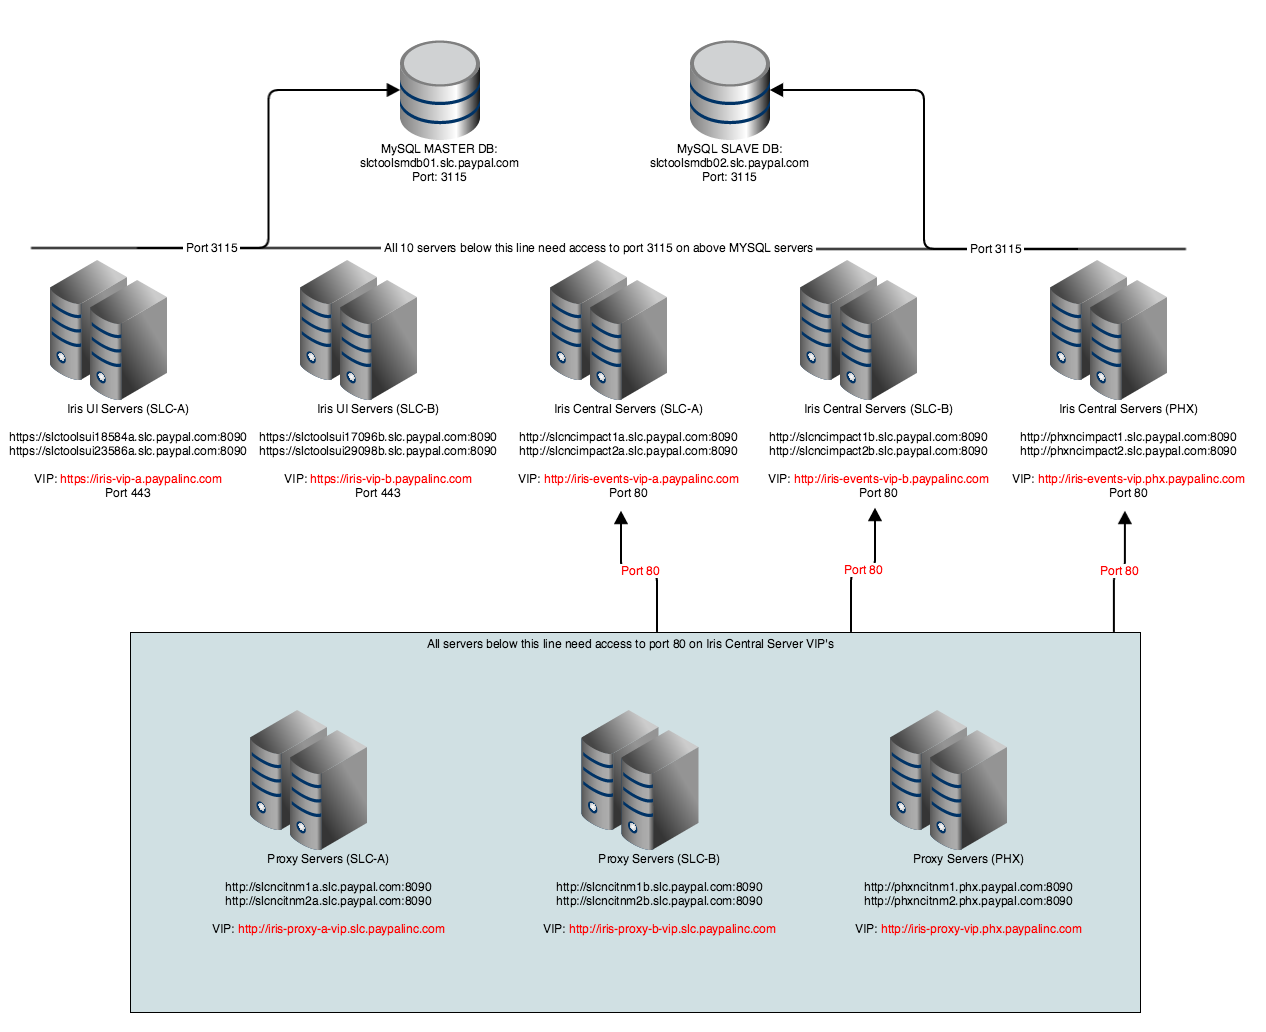 MySQL MASTER DB:
slctoolsmdb01.slc.paypal.com
Port: 3115
MySQL SLAVE DB:
slctoolsmdb02.slc.paypal.com
Port: 3115
Port 3115
All 10 servers below this line need access to port 3115 on above MYSQL servers
Port 3115
Iris UI Servers (SLC-A)
https://slctoolsui18584a.slc.paypal.com:8090
https://slctoolsui23586a.slc.paypal.com:8090
VIP: https://iris-vip-a.paypalinc.com
Port 443
Iris UI Servers (SLC-B)
https://slctoolsui17096b.slc.paypal.com:8090
https://slctoolsui29098b.slc.paypal.com:8090
VIP: https://iris-vip-b.paypalinc.com
Port 443
Iris Central Servers (SLC-A)
http://slcncimpact1a.slc.paypal.com:8090
http://slcncimpact2a.slc.paypal.com:8090
VIP: http://iris-events-vip-a.paypalinc.com
Port 80
Iris Central Servers (SLC-B)
http://slcncimpact1b.slc.paypal.com:8090
http://slcncimpact2b.slc.paypal.com:8090
VIP: http://iris-events-vip-b.paypalinc.com
Port 80
Iris Central Servers (PHX)
http://phxncimpact1.slc.paypal.com:8090
http://phxncimpact2.slc.paypal.com:8090
VIP: http://iris-events-vip.phx.paypalinc.com
Port 80
Port 80
Port 80
Port 80
All servers below this line need access to port 80 on Iris Central Server VIP's
Proxy Servers (SLC-A)
http://slcncitnm1a.slc.paypal.com:8090
http://slcncitnm2a.slc.paypal.com:8090
VIP: http://iris-proxy-a-vip.slc.paypalinc.com
Proxy Servers (SLC-B)
http://slcncitnm1b.slc.paypal.com:8090
http://slcncitnm2b.slc.paypal.com:8090
VIP: http://iris-proxy-b-vip.slc.paypalinc.com
Proxy Servers (PHX)
http://phxncitnm1.phx.paypal.com:8090
http://phxncitnm2.phx.paypal.com:8090
VIP: http://iris-proxy-vip.phx.paypalinc.com